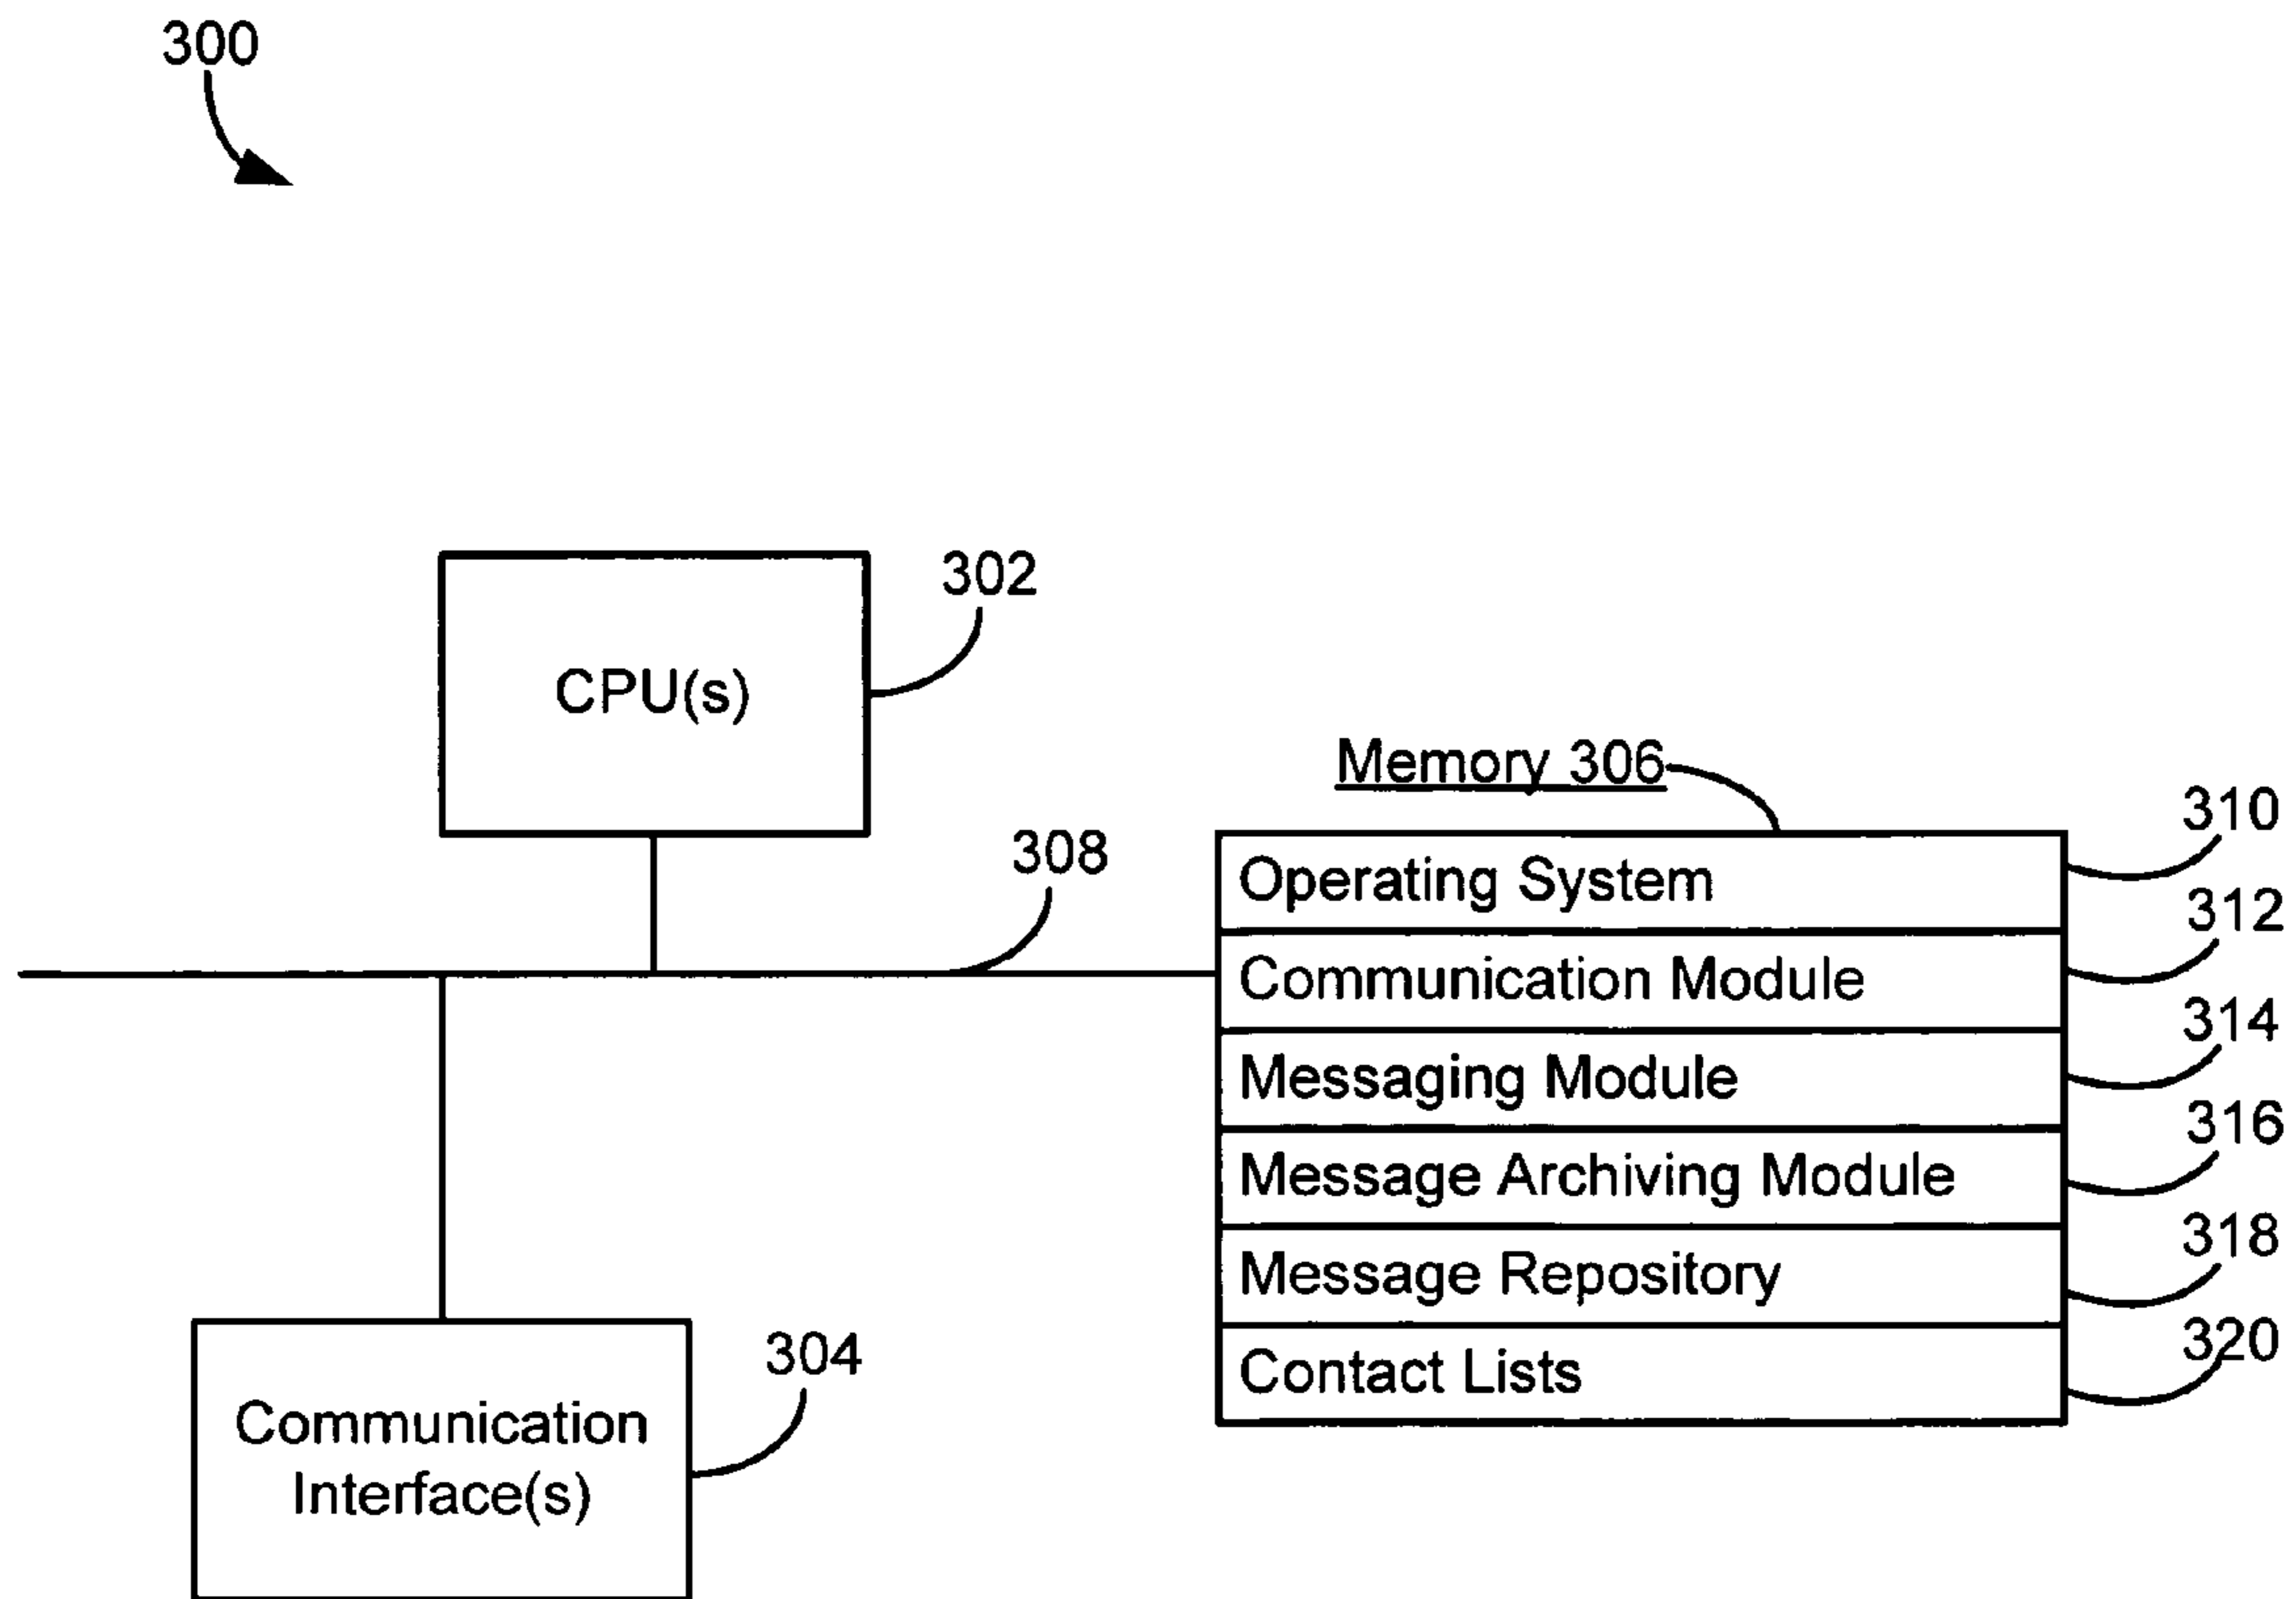 300
CPU(s)
302
Memory 306
308
310
Operating System
312
Communication Module
314
Messaging Module
316
Message Archiving Module
318
Message Repository
320
Contact Lists
304
Communication
Interface(s)